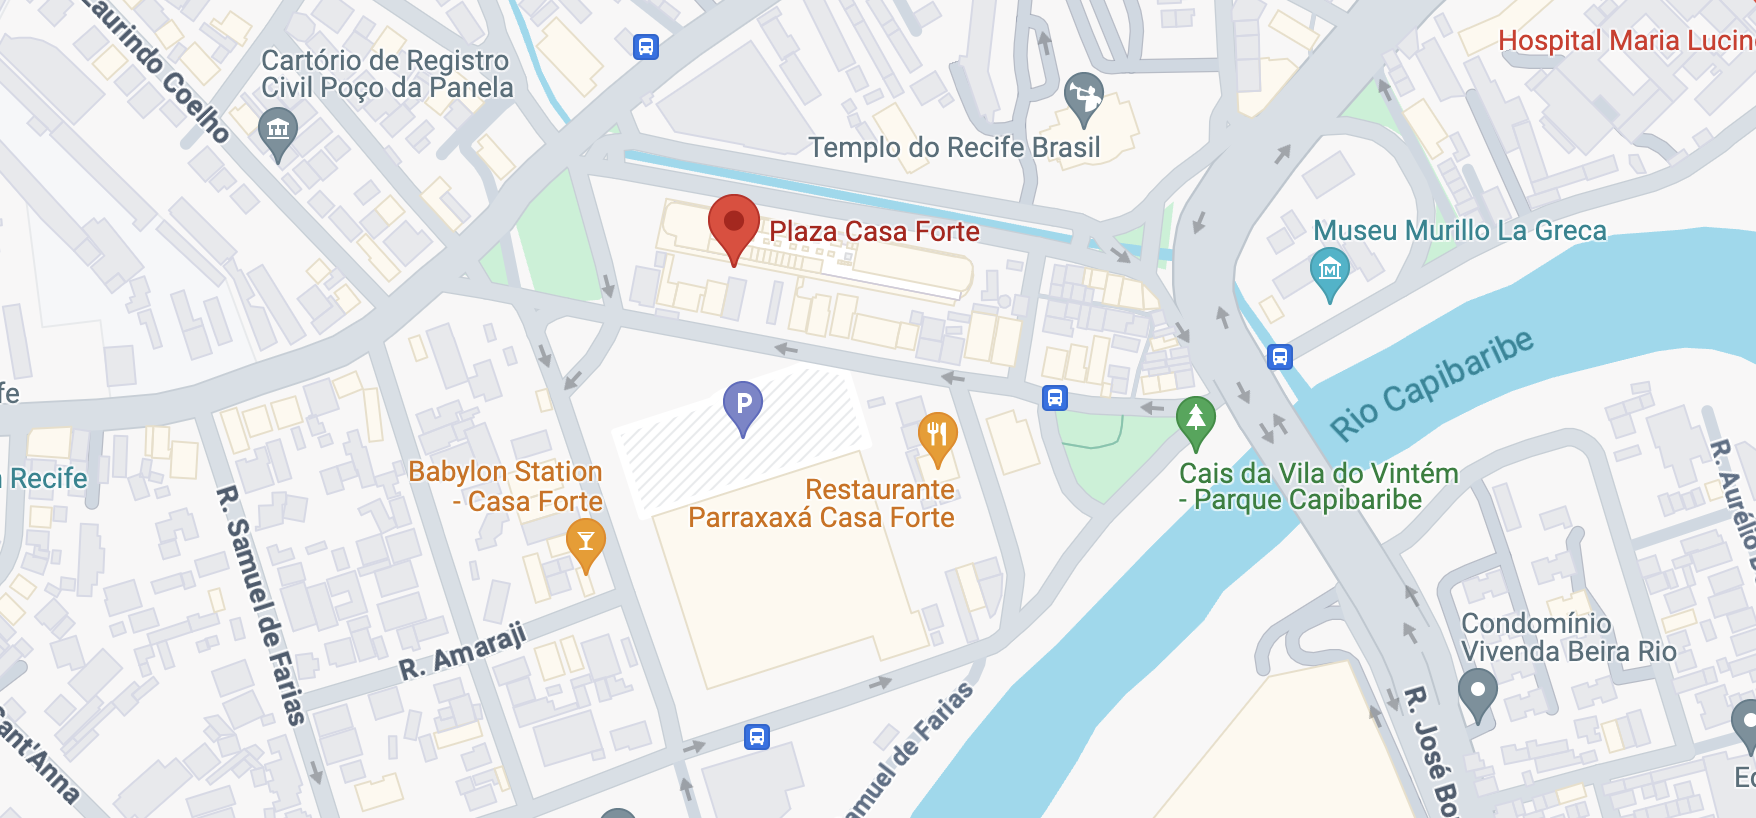 Laurindo Coelho
Cartório de Registro
Civil Poço da Panela
Hospital Maria Lucin
Templo do Recife Brasil
Plaza Casa Forte
Museu Murillo La Greca
Rio Capibaribe
fe
P
Recife
Babylon Station
- Casa Forte
Restaurante
Parraxaxá Casa Forte
Cais da Vila do Vintém
- Parque Capibaribe
R. Samuel de Farias
R. Amaraji
R. Aurélio
Condomínio
Vivenda Beira Rio
R. José Bo
Sant'Anna
amuel de Farias
Ed
M